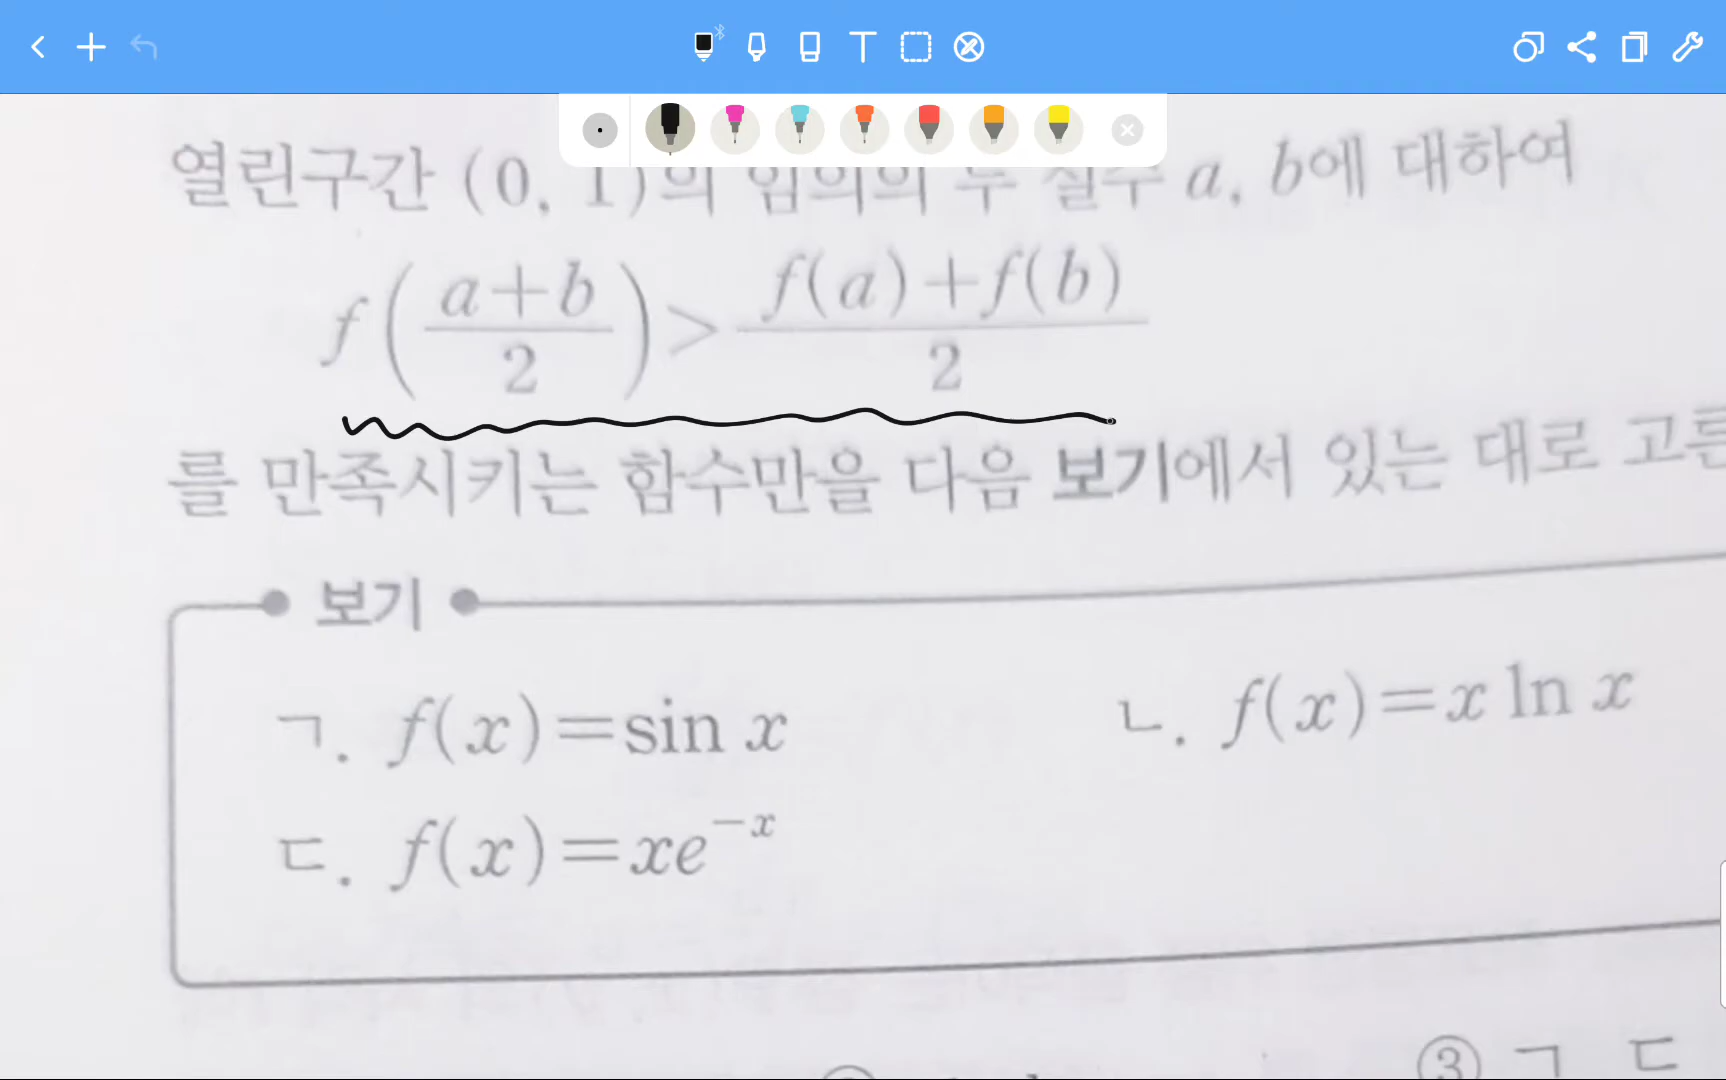 열린구간 (0, 1)의 임의의 두 실수 a, b에 대하여
f((a+b)/2) > (f(a)+f(b))/2
를 만족시키는 함수만을 다음 보기에서 있는 대로 고른
보기
ㄱ. f(x)=sin x ㄴ. f(x)=x ln x
ㄷ. f(x)=xe^{-x}
③ ㄱ ㄷ